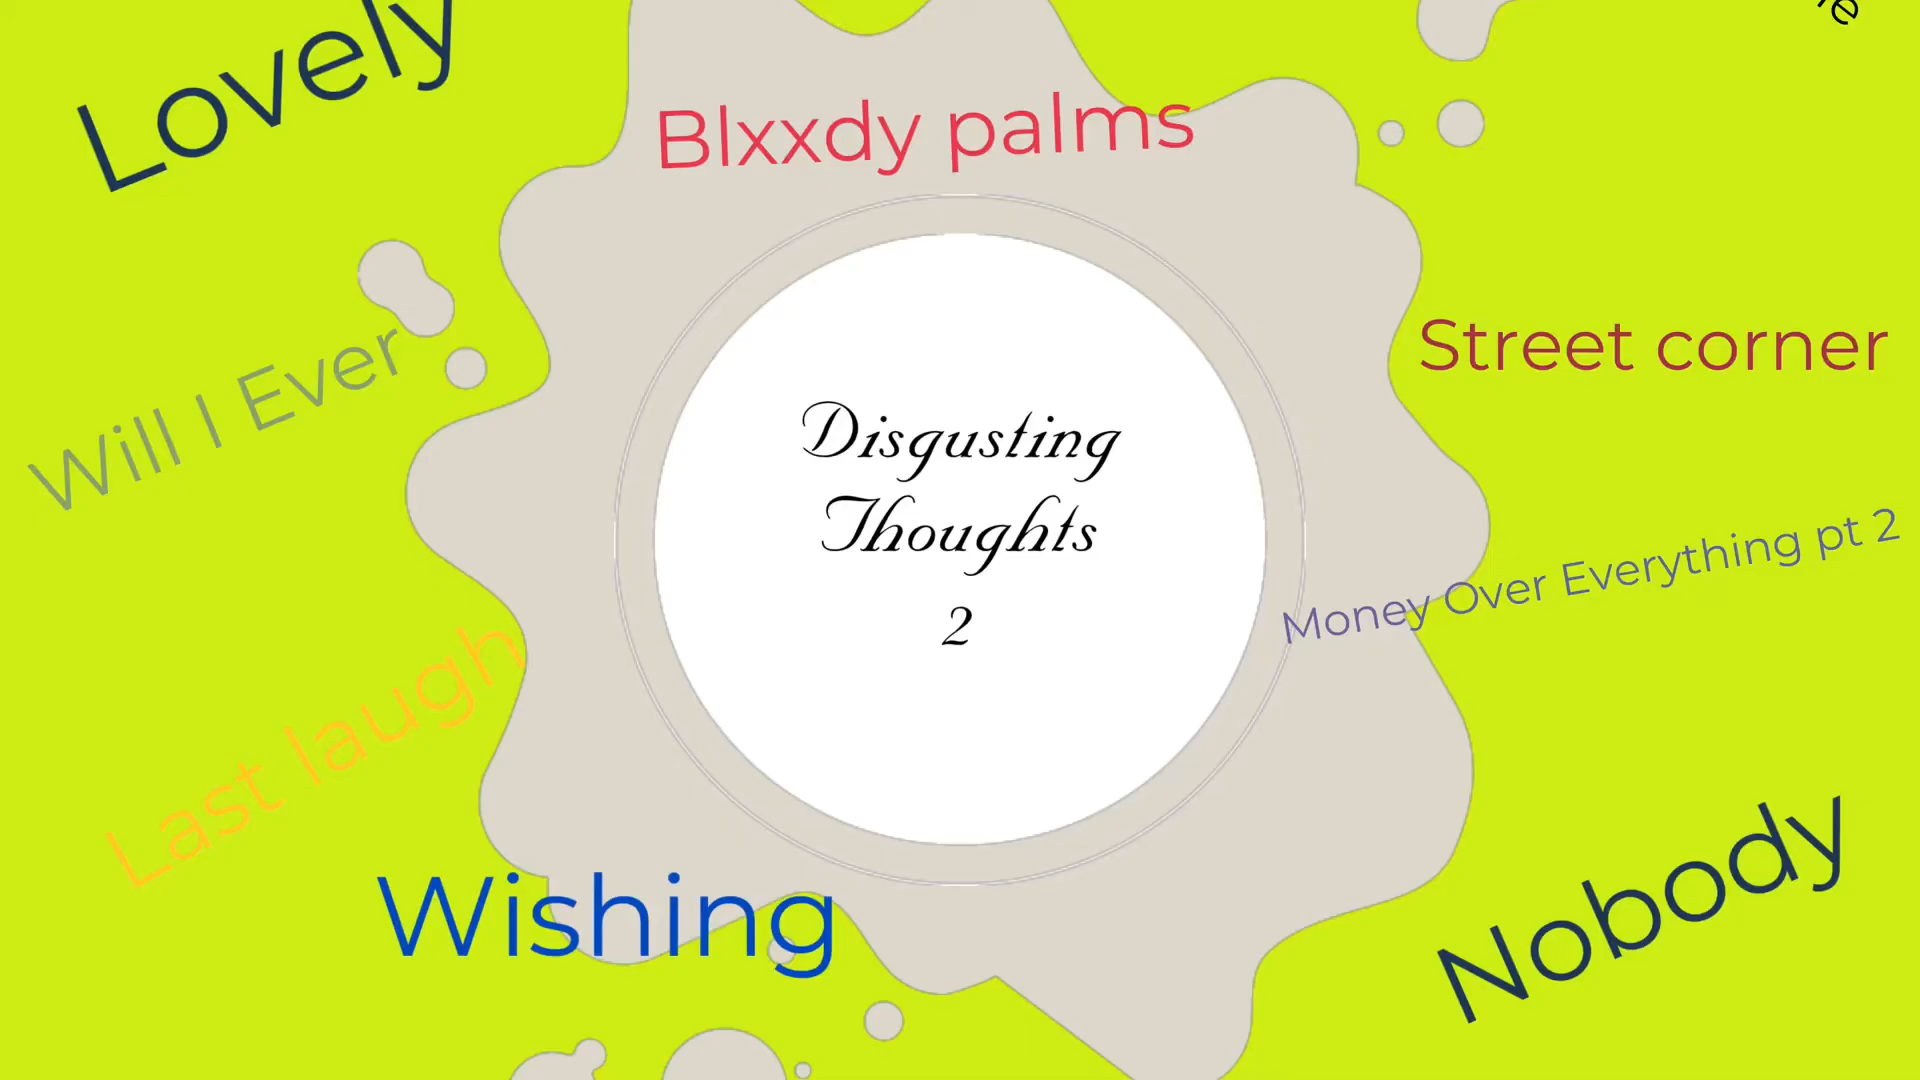 Lovely
Blxxdy palms
Will I Ever
Street corner
Disgusting
Thoughts
2
Money Over Everything pt 2
Last laugh
Wishing
Nobody